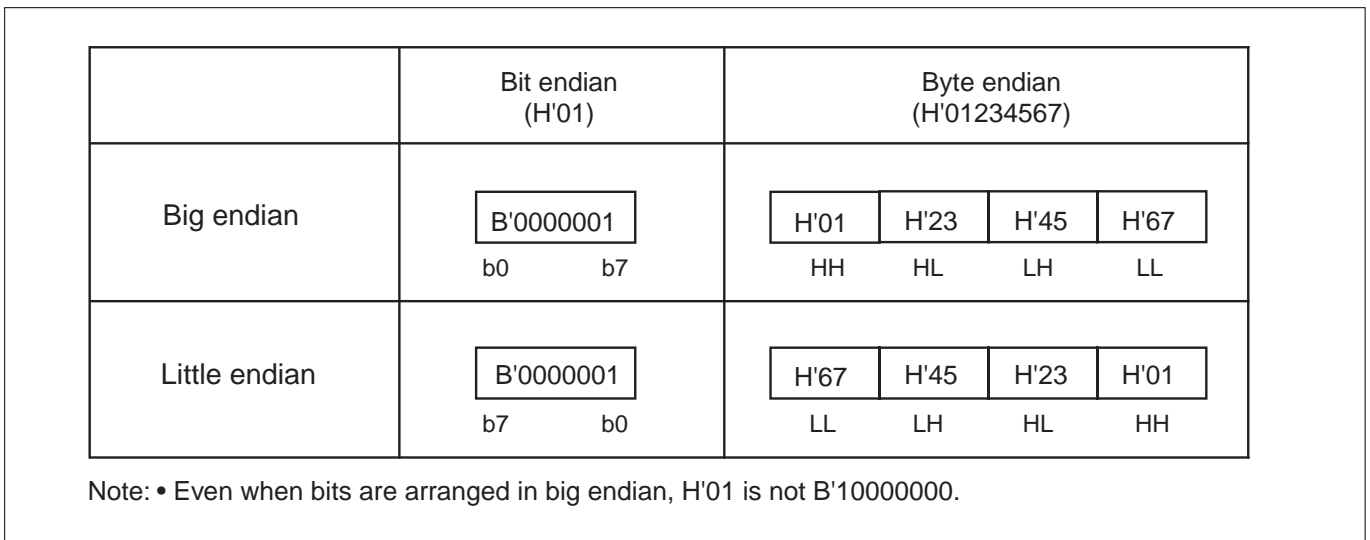 Bit endian
(H'01)
Byte endian
(H'01234567)
Big endian
B'0000001
b0 b7
H'01 H'23 H'45 H'67
HH HL LH LL
Little endian
B'0000001
b7 b0
H'67 H'45 H'23 H'01
LL LH HL HH
Note: • Even when bits are arranged in big endian, H'01 is not B'10000000.